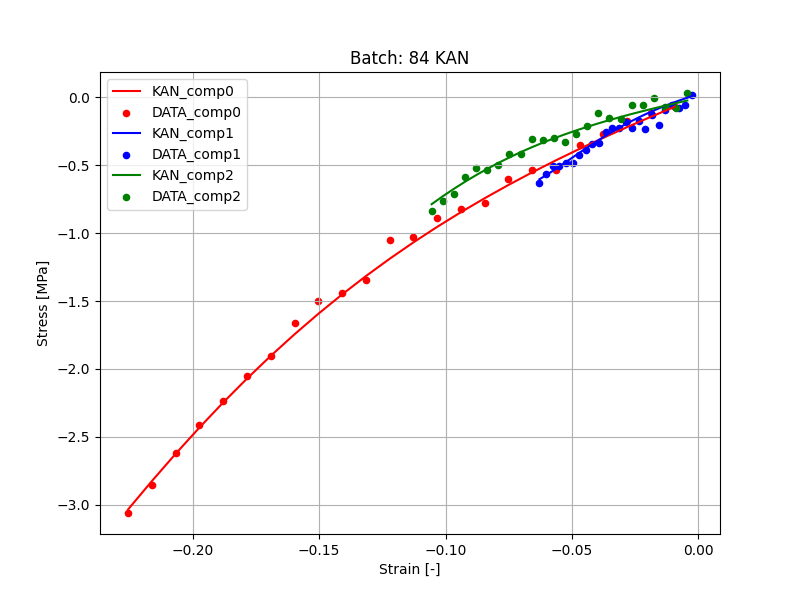 Batch: 84 KAN
KAN_comp0
DATA_comp0
KAN_comp1
DATA_comp1
KAN_comp2
DATA_comp2
0.0
−0.5
−1.0
−1.5
−2.0
−2.5
−3.0
Stress [MPa]
−0.20 −0.15 −0.10 −0.05 0.00
Strain [-]